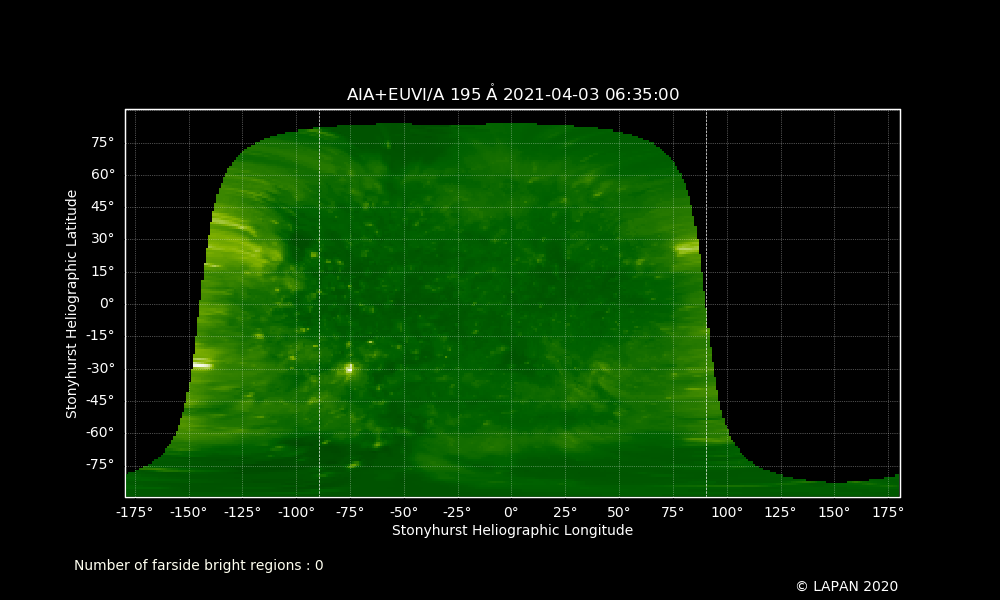 AIA+EUVI/A 195 Å 2021-04-03 06:35:00
Stonyhurst Heliographic Latitude
75°
60°
45°
30°
15°
0°
-15°
-30°
-45°
-60°
-75°
-175° -150° -125° -100° -75° -50° -25° 0° 25° 50° 75° 100° 125° 150° 175°
Stonyhurst Heliographic Longitude
Number of farside bright regions : 0
© LAPAN 2020